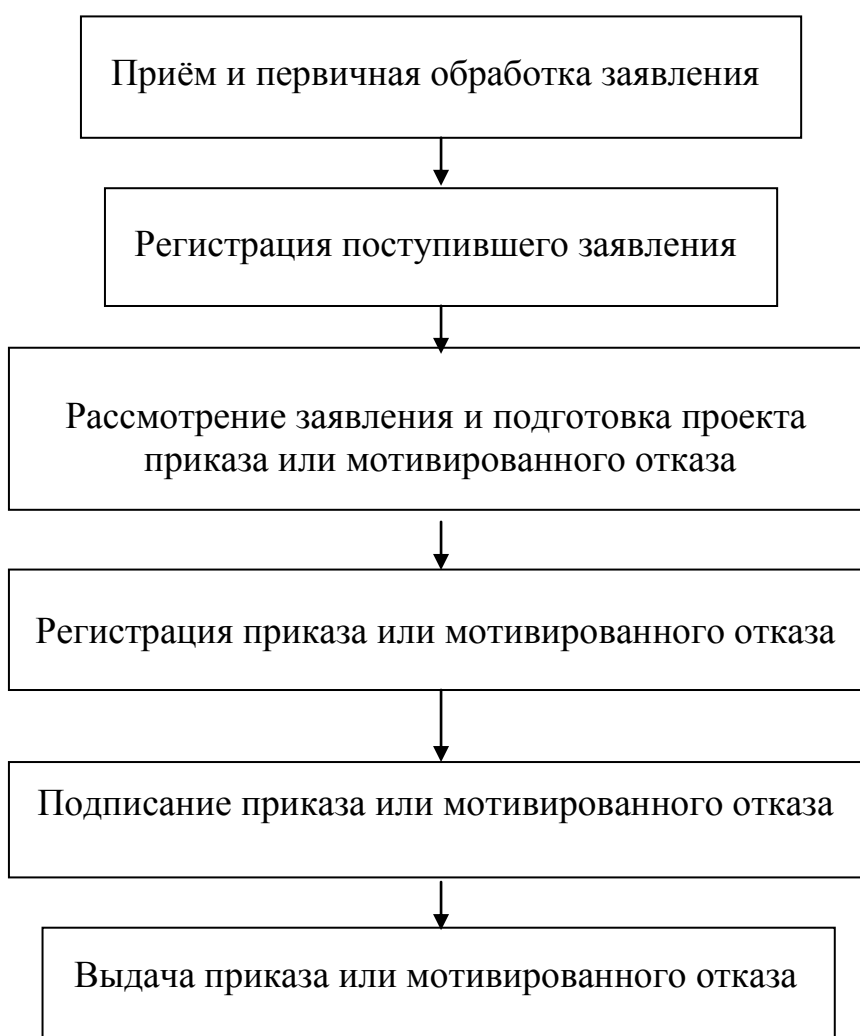 Приём и первичная обработка заявления
Регистрация поступившего заявления
Рассмотрение заявления и подготовка проекта
приказа или мотивированного отказа
Регистрация приказа или мотивированного отказа
Подписание приказа или мотивированного отказа
Выдача приказа или мотивированного отказа